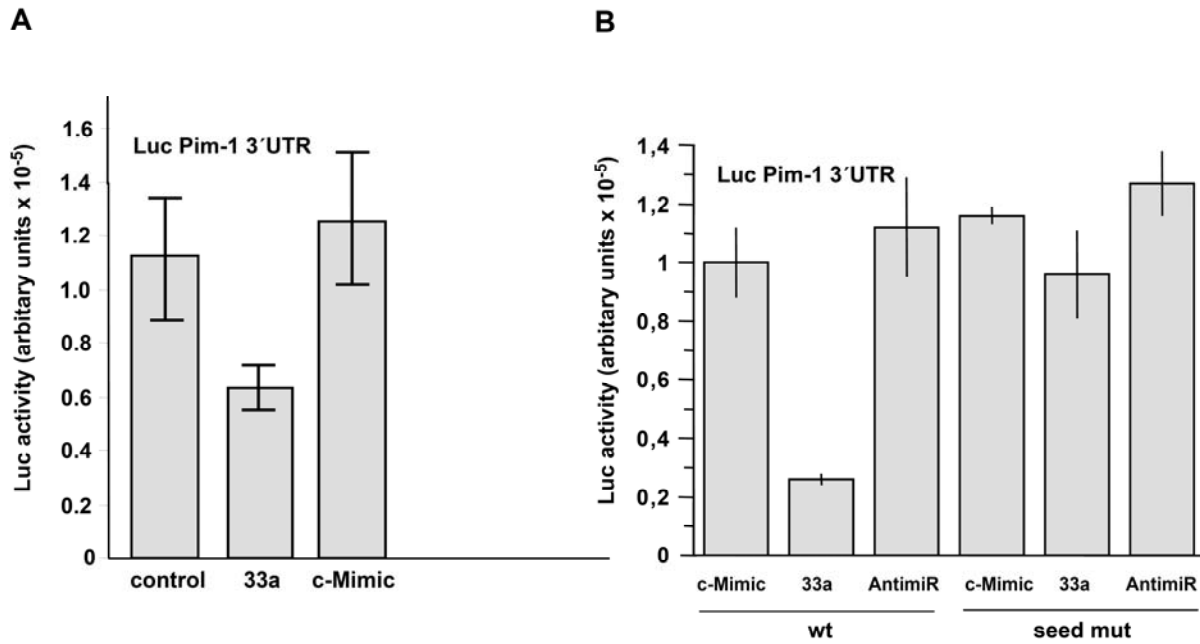 A
Luc activity (arbitary units x 10-5)
1.6
1.4
1.2
1.0
0.8
0.6
0.4
0.2
0
Luc Pim-1 3´UTR
control 33a c-Mimic
B
Luc activity (arbitary units x 10-5)
1,4
1,2
1
0,8
0,6
0,4
0,2
0
Luc Pim-1 3´UTR
c-Mimic 33a AntimiR c-Mimic 33a AntimiR
wt seed mut